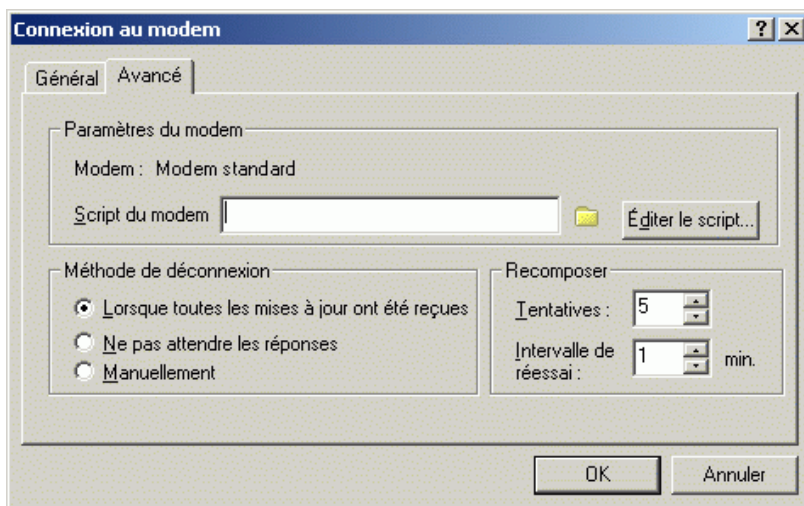 Connexion au modem
Général
Avancé
Paramètres du modem
Modem : Modem standard
Script du modem
Éditer le script...
Méthode de déconnexion
Lorsque toutes les mises à jour ont été reçues
Ne pas attendre les réponses
Manuellement
Recomposer
Tentatives : 5
Intervalle de
réessai : 1 min.
OK
Annuler